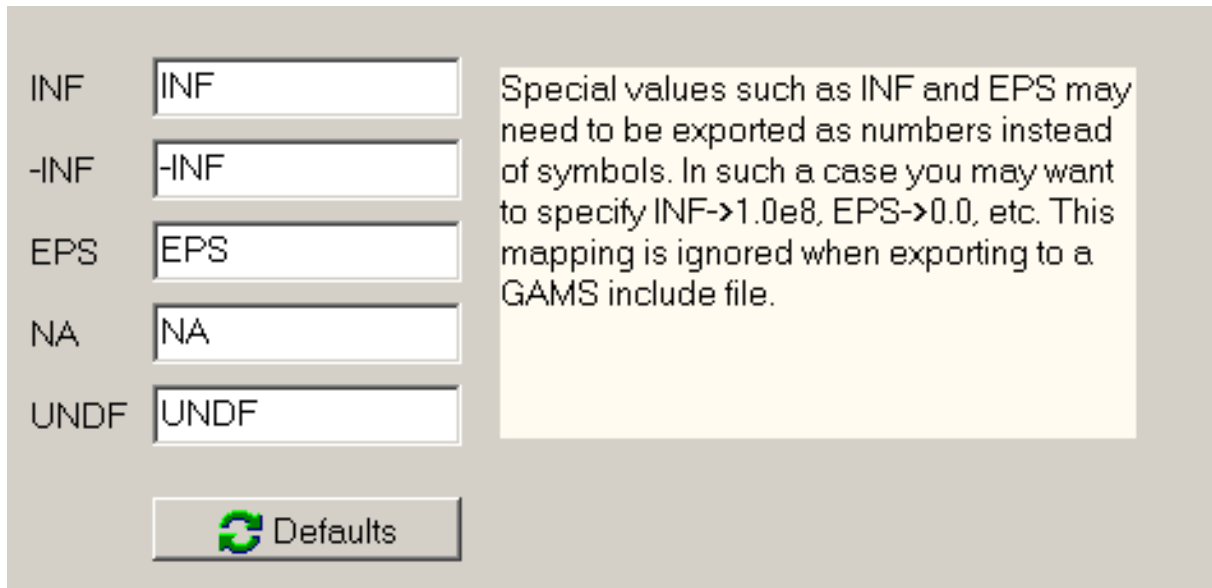 INF INF
-INF -INF
EPS EPS
NA NA
UNDF UNDF
Defaults
Special values such as INF and EPS may
need to be exported as numbers instead
of symbols. In such a case you may want
to specify INF->1.0e8, EPS->0.0, etc. This
mapping is ignored when exporting to a
GAMS include file.